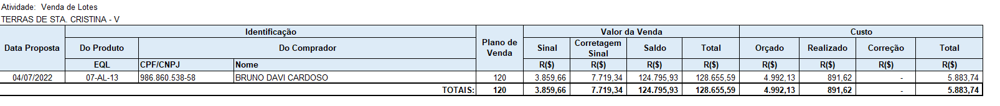 Atividade: Venda de Lotes
TERRAS DE STA. CRISTINA - V
Identificação Valor da Venda Custo
Data Proposta Do Produto Do Comprador Plano de Venda Sinal Corretagem Sinal Saldo Total Orçado Realizado Correção Total
EQL CPF/CNPJ Nome R($) R($) R($) R($) R($) R($) R($) R($)
04/07/2022 07-AL-13 986.860.538-58 BRUNO DAVI CARDOSO 120 3.859,66 7.719,34 124.795,93 128.655,59 4.992,13 891,62 - 5.883,74
TOTAIS: 120 3.859,66 7.719,34 124.795,93 128.655,59 4.992,13 891,62 - 5.883,74